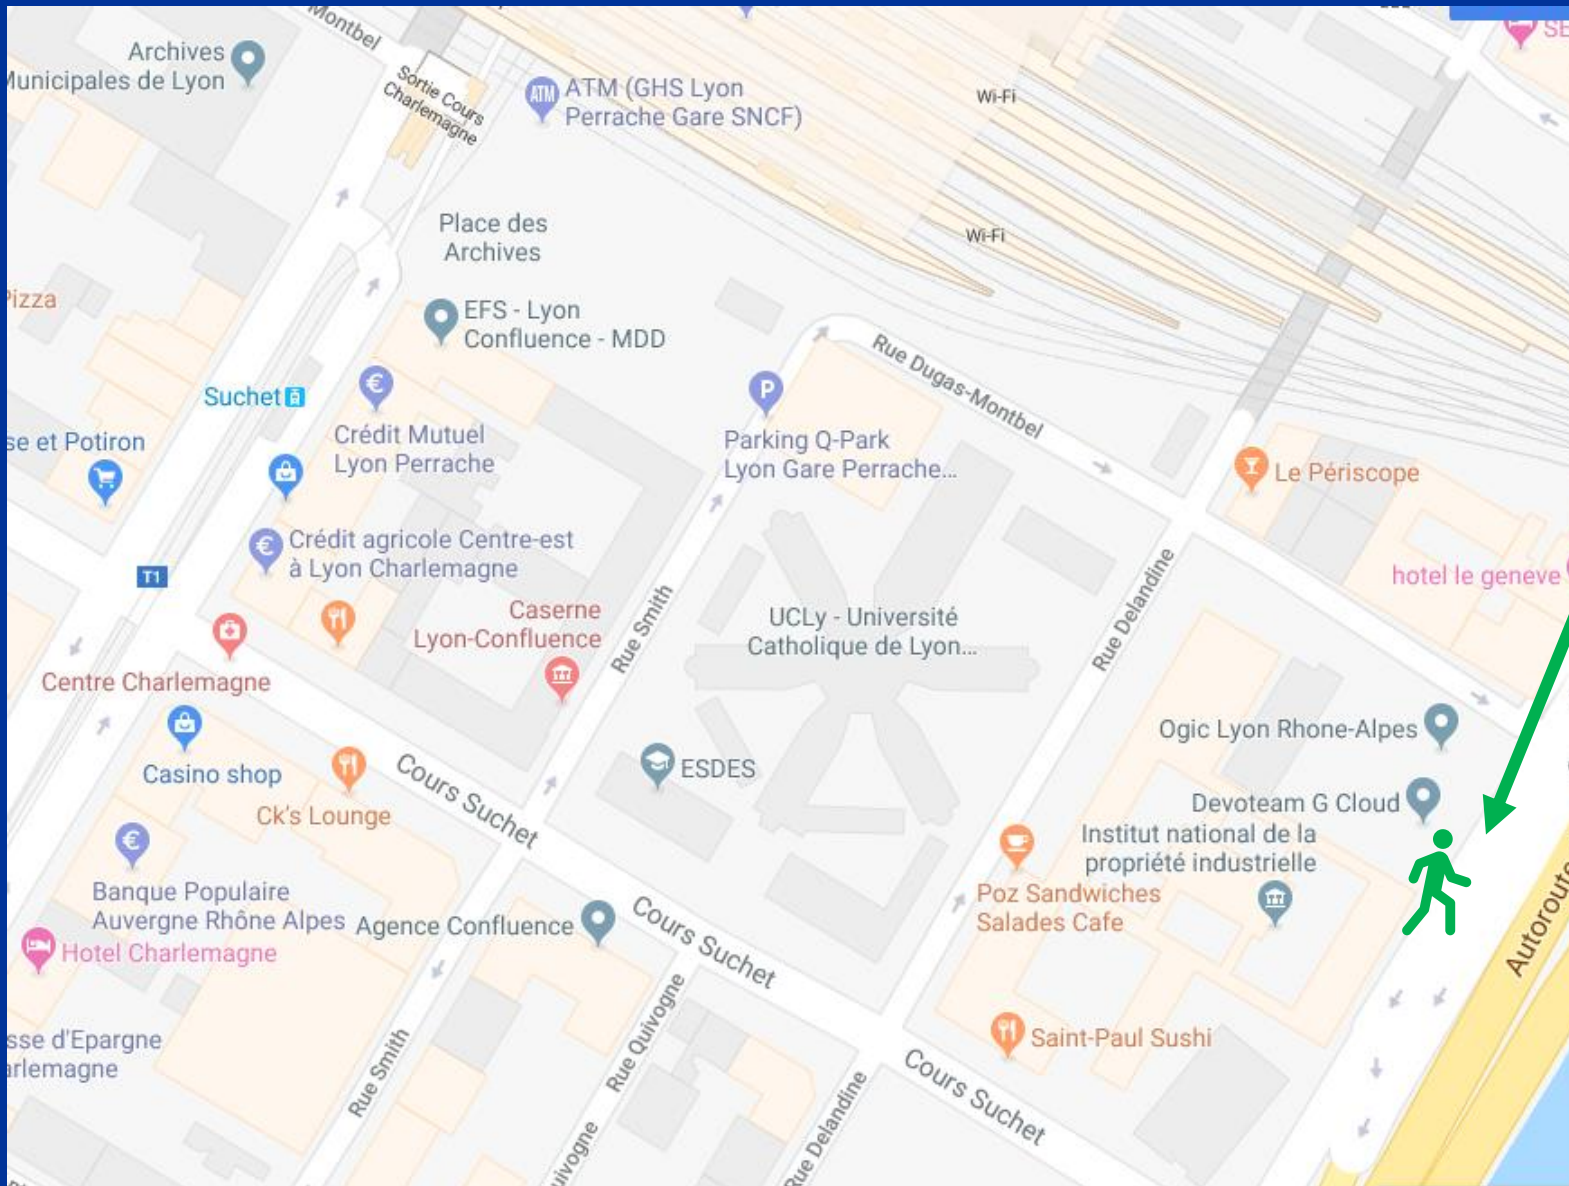 Montbel
SE
Archives
Municipales de Lyon
Sortie Cours
Charlemagne
ATM
ATM (GHS Lyon
Perrache Gare SNCF)
Wi-Fi
Wi-Fi
Place des
Archives
Pizza
EFS - Lyon
Confluence - MDD
Rue Dugas-Montbel
Suchet
P
Parking Q-Park
Lyon Gare Perrache...
Crédit Mutuel
Lyon Perrache
se et Potiron
Le Périscope
Crédit agricole Centre-est
à Lyon Charlemagne
T1
hotel le geneve
Caserne
Lyon-Confluence
Rue Smith
UCLy - Université
Catholique de Lyon...
Rue Delandine
Centre Charlemagne
Ogic Lyon Rhone-Alpes
Casino shop
Ck's Lounge
Cours Suchet
ESDES
Devoteam G Cloud
Institut national de la
propriété industrielle
Banque Populaire
Auvergne Rhône Alpes
Agence Confluence
Cours Suchet
Poz Sandwiches
Salades Cafe
Autoroute
Hotel Charlemagne
sse d'Epargne
arlemagne
Rue Smith
Rue Quivogne
Saint-Paul Sushi
Cours Suchet
Rue Delandine
uivogne